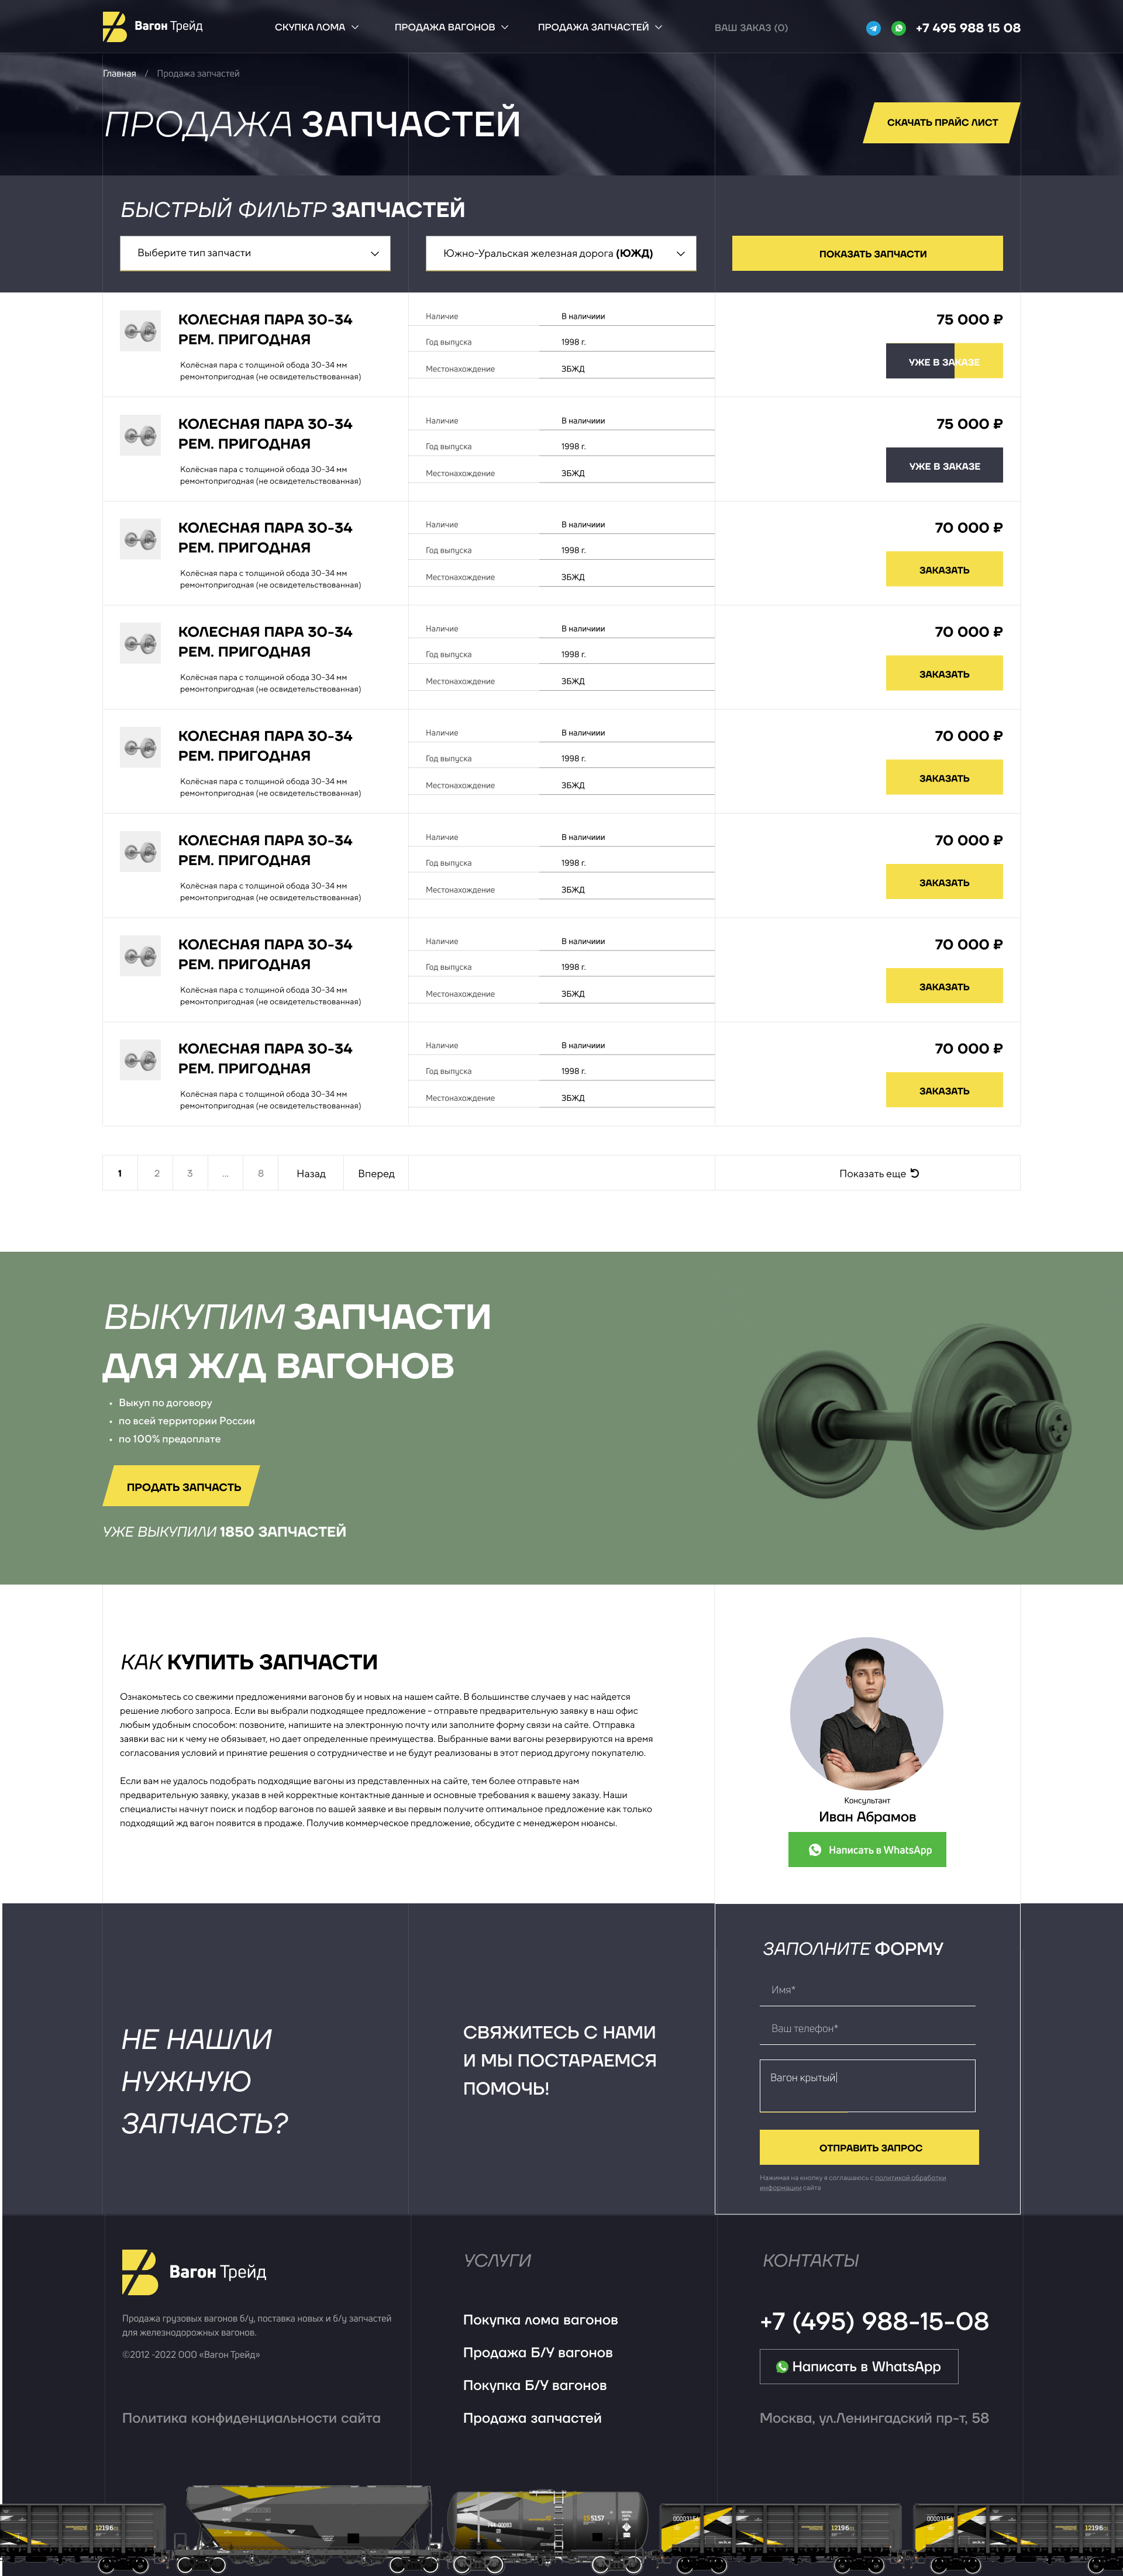 Вагон Трейд
СКУПКА ЛОМА
ПРОДАЖА ВАГОНОВ
ПРОДАЖА ЗАПЧАСТЕЙ
ВАШ ЗАКАЗ (0)
+7 495 988 15 08
Главная / Продажа запчастей
ПРОДАЖА ЗАПЧАСТЕЙ
СКАЧАТЬ ПРАЙС ЛИСТ
БЫСТРЫЙ ФИЛЬТР ЗАПЧАСТЕЙ
Выберите тип запчасти
Южно-Уральская железная дорога (ЮЖД)
ПОКАЗАТЬ ЗАПЧАСТИ
КОЛЕСНАЯ ПАРА 30-34
РЕМ. ПРИГОДНАЯ
Колёсная пара с толщиной обода 30-34 мм
ремонтопригодная (не освидетельствованная)
Наличие В наличиии
Год выпуска 1998 г.
Местонахождение ЗБЖД
75 000 ₽
УЖЕ В ЗАКАЗЕ
КОЛЕСНАЯ ПАРА 30-34
РЕМ. ПРИГОДНАЯ
Колёсная пара с толщиной обода 30-34 мм
ремонтопригодная (не освидетельствованная)
Наличие В наличиии
Год выпуска 1998 г.
Местонахождение ЗБЖД
75 000 ₽
УЖЕ В ЗАКАЗЕ
КОЛЕСНАЯ ПАРА 30-34
РЕМ. ПРИГОДНАЯ
Колёсная пара с толщиной обода 30-34 мм
ремонтопригодная (не освидетельствованная)
Наличие В наличиии
Год выпуска 1998 г.
Местонахождение ЗБЖД
70 000 ₽
ЗАКАЗАТЬ
КОЛЕСНАЯ ПАРА 30-34
РЕМ. ПРИГОДНАЯ
Колёсная пара с толщиной обода 30-34 мм
ремонтопригодная (не освидетельствованная)
Наличие В наличиии
Год выпуска 1998 г.
Местонахождение ЗБЖД
70 000 ₽
ЗАКАЗАТЬ
КОЛЕСНАЯ ПАРА 30-34
РЕМ. ПРИГОДНАЯ
Колёсная пара с толщиной обода 30-34 мм
ремонтопригодная (не освидетельствованная)
Наличие В наличиии
Год выпуска 1998 г.
Местонахождение ЗБЖД
70 000 ₽
ЗАКАЗАТЬ
КОЛЕСНАЯ ПАРА 30-34
РЕМ. ПРИГОДНАЯ
Колёсная пара с толщиной обода 30-34 мм
ремонтопригодная (не освидетельствованная)
Наличие В наличиии
Год выпуска 1998 г.
Местонахождение ЗБЖД
70 000 ₽
ЗАКАЗАТЬ
КОЛЕСНАЯ ПАРА 30-34
РЕМ. ПРИГОДНАЯ
Колёсная пара с толщиной обода 30-34 мм
ремонтопригодная (не освидетельствованная)
Наличие В наличиии
Год выпуска 1998 г.
Местонахождение ЗБЖД
70 000 ₽
ЗАКАЗАТЬ
КОЛЕСНАЯ ПАРА 30-34
РЕМ. ПРИГОДНАЯ
Колёсная пара с толщиной обода 30-34 мм
ремонтопригодная (не освидетельствованная)
Наличие В наличиии
Год выпуска 1998 г.
Местонахождение ЗБЖД
70 000 ₽
ЗАКАЗАТЬ
1 2 3 ... 8 Назад Вперед
Показать еще
ВЫКУПИМ ЗАПЧАСТИ
ДЛЯ Ж/Д ВАГОНОВ
• Выкуп по договору
• по всей территории России
• по 100% предоплате
ПРОДАТЬ ЗАПЧАСТЬ
УЖЕ ВЫКУПИЛИ 1850 ЗАПЧАСТЕЙ
КАК КУПИТЬ ЗАПЧАСТИ
Ознакомьтесь со свежими предложениями вагонов бу и новых на нашем сайте. В большинстве случаев у нас найдется
решение любого запроса. Если вы выбрали подходящее предложение – отправьте предварительную заявку в наш офис
любым удобным способом: позвоните, напишите на электронную почту или заполните форму связи на сайте. Отправка
заявки вас ни к чему не обязывает, но дает определенные преимущества. Выбранные вами вагоны резервируются на время
согласования условий и принятие решения о сотрудничестве и не будут реализованы в этот период другому покупателю.
Если вам не удалось подобрать подходящие вагоны из представленных на сайте, тем более отправьте нам
предварительную заявку, указав в ней корректные контактные данные и основные требования к вашему заказу. Наши
специалисты начнут поиск и подбор вагонов по вашей заявке и вы первым получите оптимальное предложение как только
подходящий жд вагон появится в продаже. Получив коммерческое предложение, обсудите с менеджером нюансы.
Консультант
Иван Абрамов
Написать в WhatsApp
НЕ НАШЛИ
НУЖНУЮ
ЗАПЧАСТЬ?
СВЯЖИТЕСЬ С НАМИ
И МЫ ПОСТАРАЕМСЯ
ПОМОЧЬ!
ЗАПОЛНИТЕ ФОРМУ
Имя*
Ваш телефон*
Вагон крытый
ОТПРАВИТЬ ЗАПРОС
Нажимая на кнопку я соглашаюсь с политикой обработки
информации сайта
Вагон Трейд
Продажа грузовых вагонов б/у, поставка новых и б/у запчастей
для железнодорожных вагонов.
©2012 -2022 ООО «Вагон Трейд»
Политика конфиденциальности сайта
УСЛУГИ
Покупка лома вагонов
Продажа Б/У вагонов
Покупка Б/У вагонов
Продажа запчастей
КОНТАКТЫ
+7 (495) 988-15-08
Написать в WhatsApp
Москва, ул.Ленингадский пр-т, 58
12196
5157
12196
12196